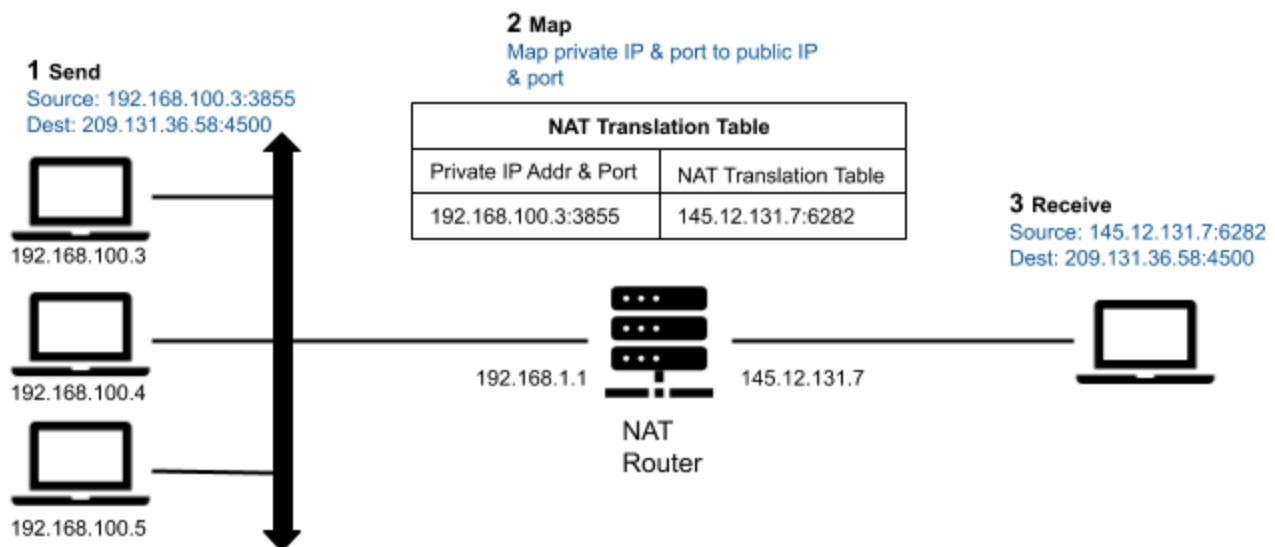 1 Send
Source: 192.168.100.3:3855
Dest: 209.131.36.58:4500
192.168.100.3
192.168.100.4
192.168.100.5
2 Map
Map private IP & port to public IP
& port
NAT Translation Table
Private IP Addr & Port NAT Translation Table
192.168.100.3:3855 145.12.131.7:6282
192.168.1.1
145.12.131.7
NAT
Router
3 Receive
Source: 145.12.131.7:6282
Dest: 209.131.36.58:4500